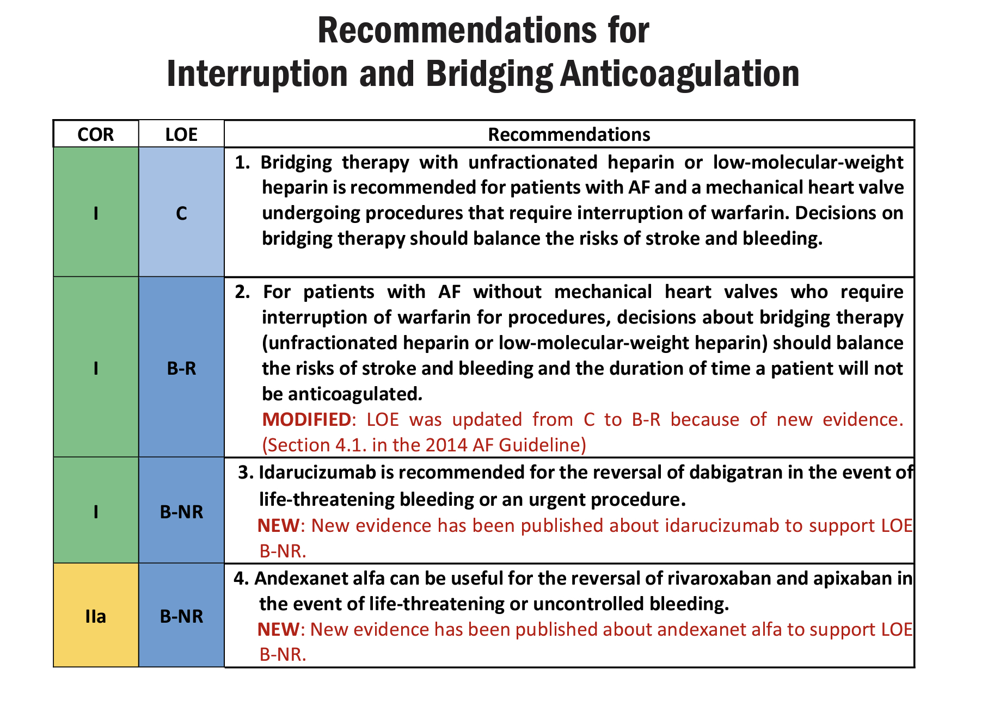 Recommendations for
Interruption and Bridging Anticoagulation
COR LOE Recommendations
I C
1. Bridging therapy with unfractionated heparin or low-molecular-weight
heparin is recommended for patients with AF and a mechanical heart valve
undergoing procedures that require interruption of warfarin. Decisions on
bridging therapy should balance the risks of stroke and bleeding.
I B-R
2. For patients with AF without mechanical heart valves who require
interruption of warfarin for procedures, decisions about bridging therapy
(unfractionated heparin or low-molecular-weight heparin) should balance
the risks of stroke and bleeding and the duration of time a patient will not
be anticoagulated.
MODIFIED: LOE was updated from C to B-R because of new evidence.
(Section 4.1. in the 2014 AF Guideline)
I B-NR
3. Idarucizumab is recommended for the reversal of dabigatran in the event of
life-threatening bleeding or an urgent procedure.
NEW: New evidence has been published about idarucizumab to support LOE
B-NR.
IIa B-NR
4. Andexanet alfa can be useful for the reversal of rivaroxaban and apixaban in
the event of life-threatening or uncontrolled bleeding.
NEW: New evidence has been published about andexanet alfa to support LOE
B-NR.